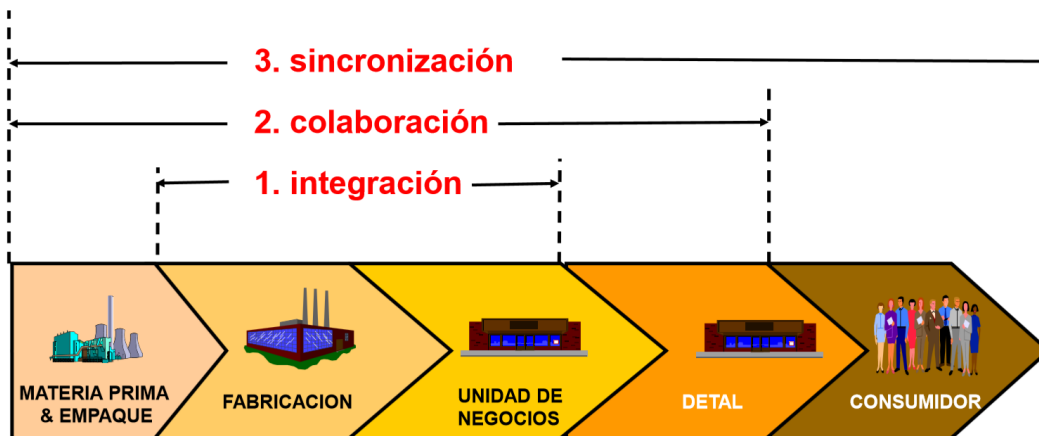 3. sincronización
2. colaboración
1. integración
MATERIA PRIMA
& EMPAQUE
FABRICACION
UNIDAD DE
NEGOCIOS
DETAL
CONSUMIDOR